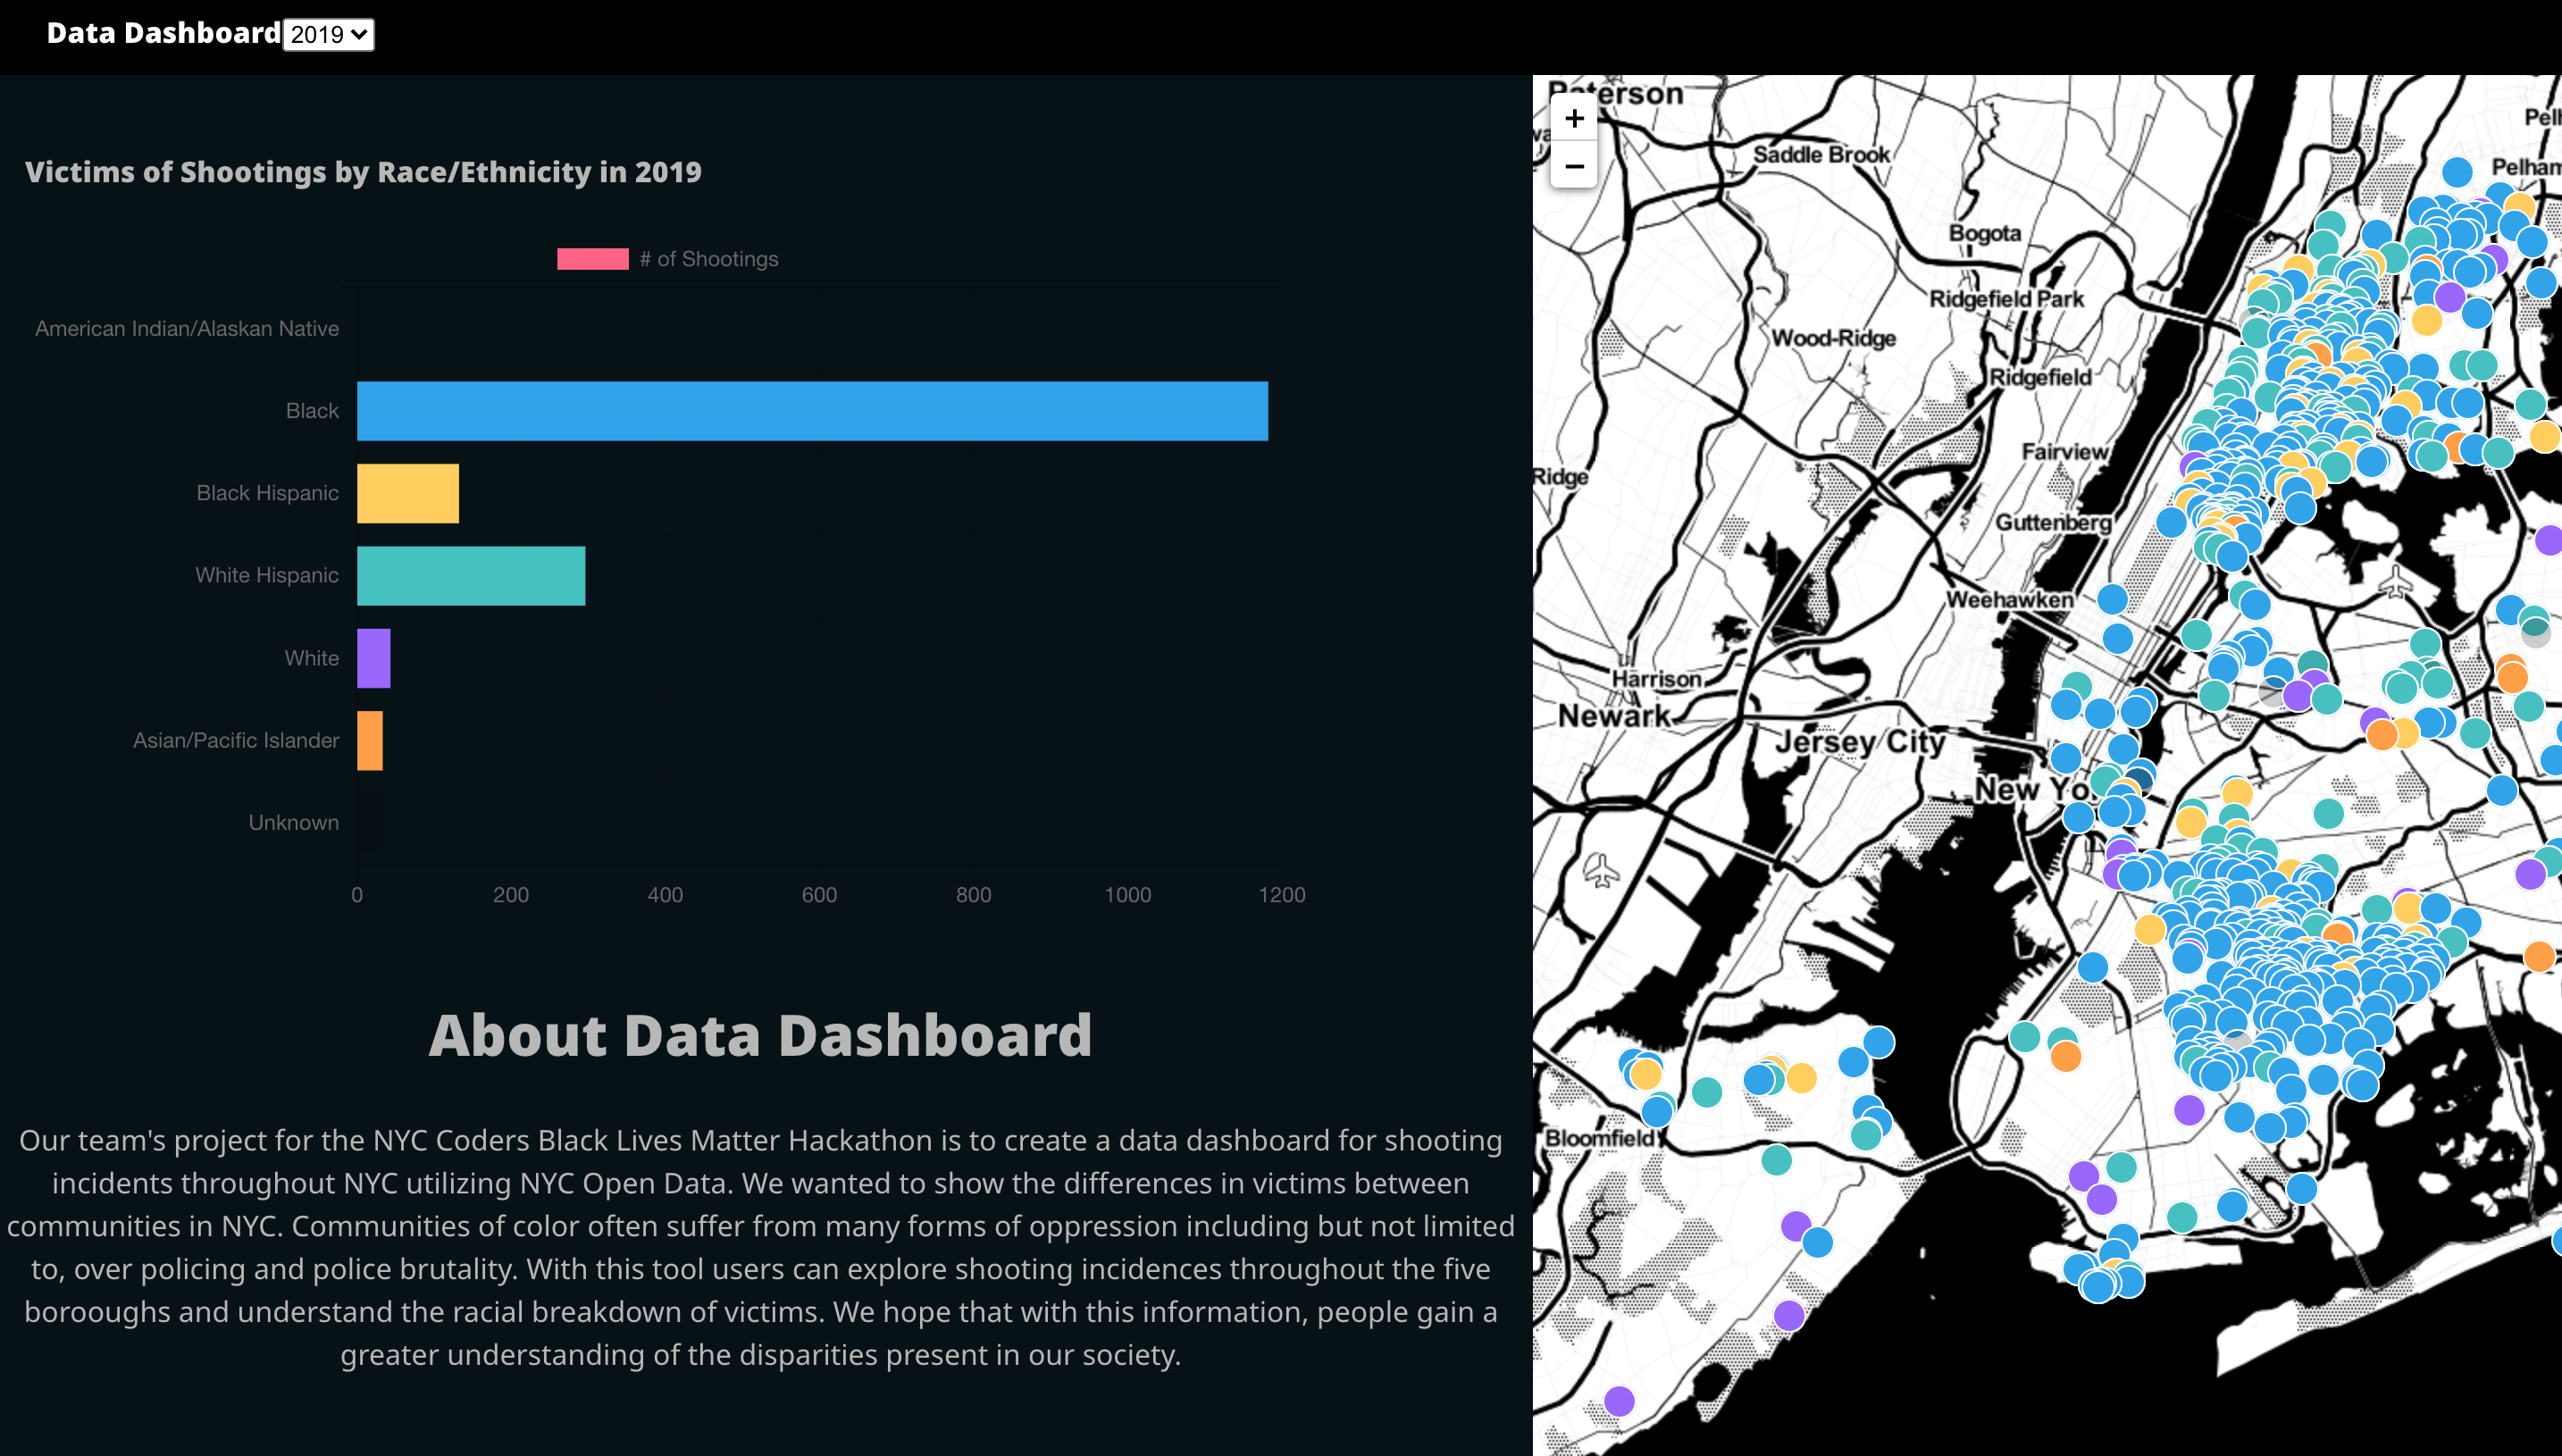 Data Dashboard 2019
Victims of Shootings by Race/Ethnicity in 2019
# of Shootings
American Indian/Alaskan Native
Black
Black Hispanic
White Hispanic
White
Asian/Pacific Islander
Unknown
0 200 400 600 800 1000 1200
About Data Dashboard
Our team's project for the NYC Coders Black Lives Matter Hackathon is to create a data dashboard for shooting
incidents throughout NYC utilizing NYC Open Data. We wanted to show the differences in victims between
communities in NYC. Communities of color often suffer from many forms of oppression including but not limited
to, over policing and police brutality. With this tool users can explore shooting incidences throughout the five
borooughs and understand the racial breakdown of victims. We hope that with this information, people gain a
greater understanding of the disparities present in our society.
+
−
Paterson
Saddle Brook
Pelham
Bogota
Ridgefield Park
Wood-Ridge
Ridgefield
Fairview
Ridge
Guttenberg
Weehawken
Harrison
Newark
Jersey City
New Yo
Bloomfield